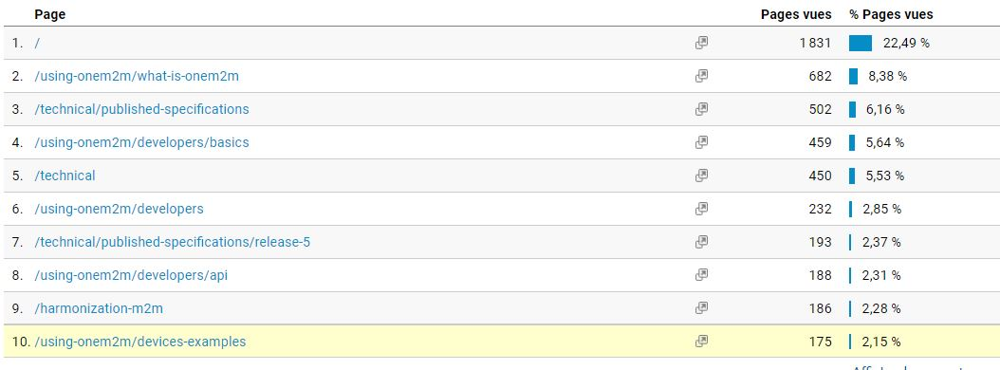 Page Pages vues % Pages vues
1. / 1 831 22,49 %
2. /using-onem2m/what-is-onem2m 682 8,38 %
3. /technical/published-specifications 502 6,16 %
4. /using-onem2m/developers/basics 459 5,64 %
5. /technical 450 5,53 %
6. /using-onem2m/developers 232 2,85 %
7. /technical/published-specifications/release-5 193 2,37 %
8. /using-onem2m/developers/api 188 2,31 %
9. /harmonization-m2m 186 2,28 %
10. /using-onem2m/devices-examples 175 2,15 %